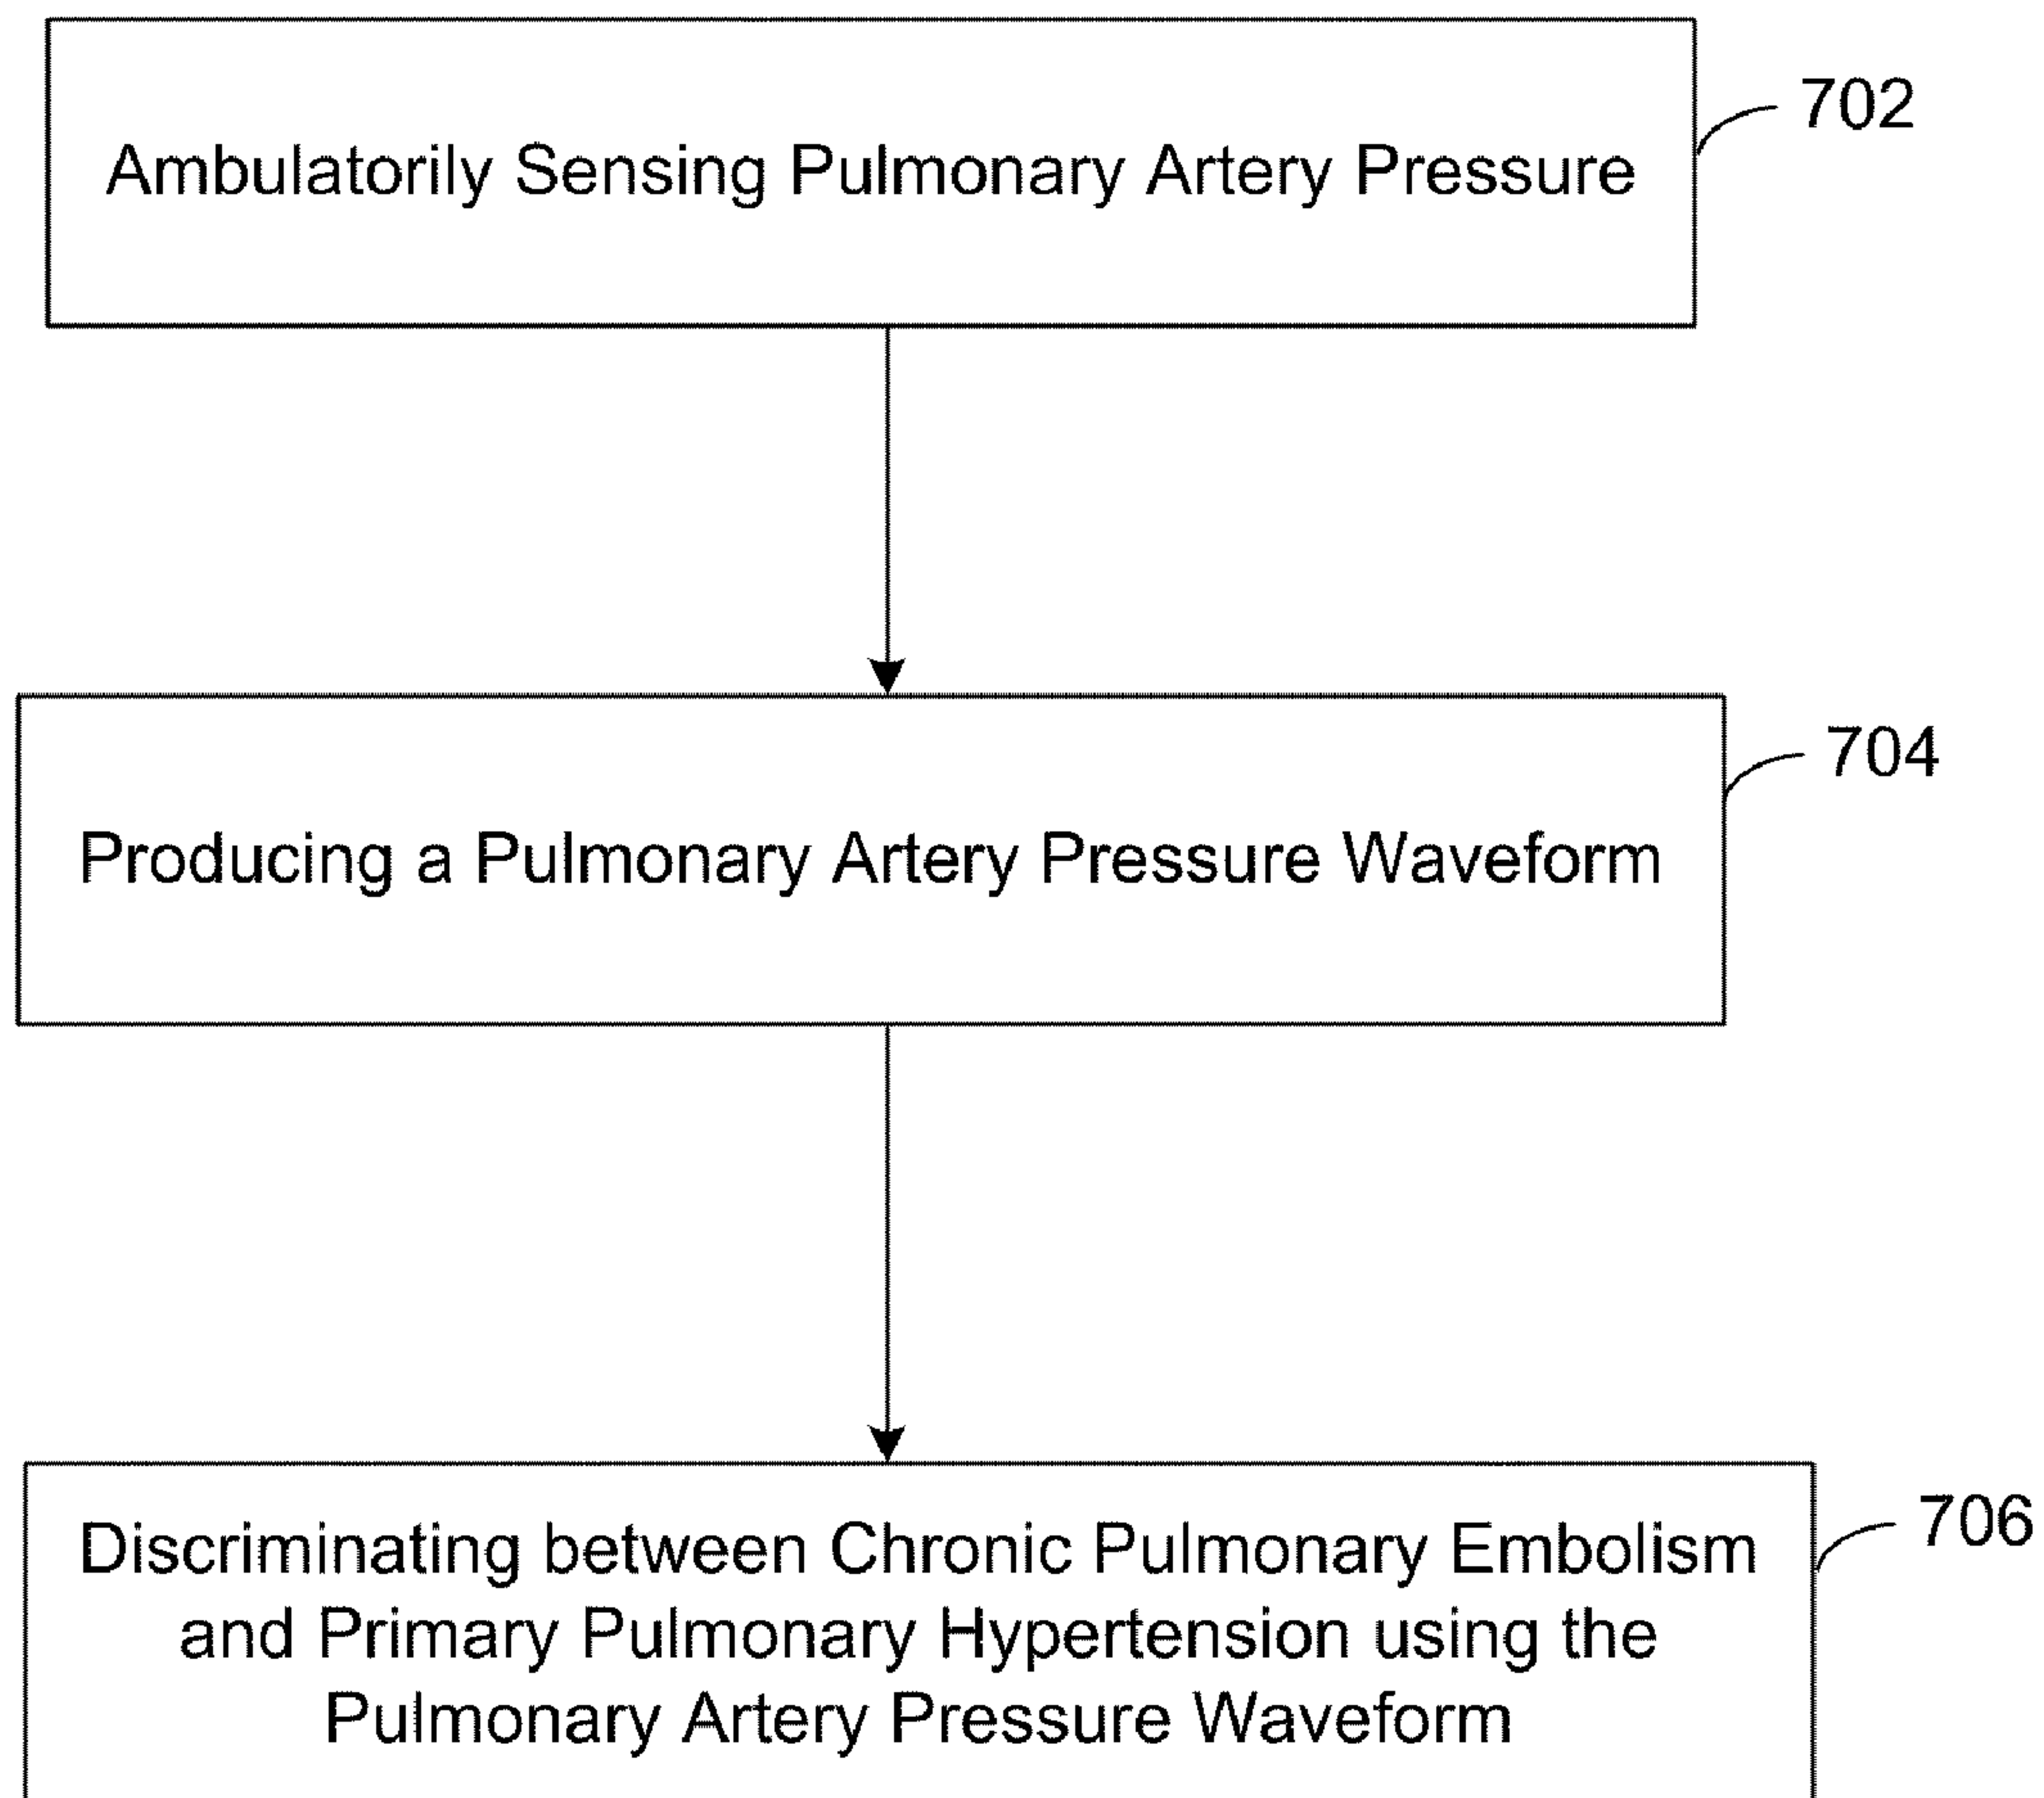 Ambulatorily Sensing Pulmonary Artery Pressure
702
Producing a Pulmonary Artery Pressure Waveform
704
Discriminating between Chronic Pulmonary Embolism
and Primary Pulmonary Hypertension using the
Pulmonary Artery Pressure Waveform
706